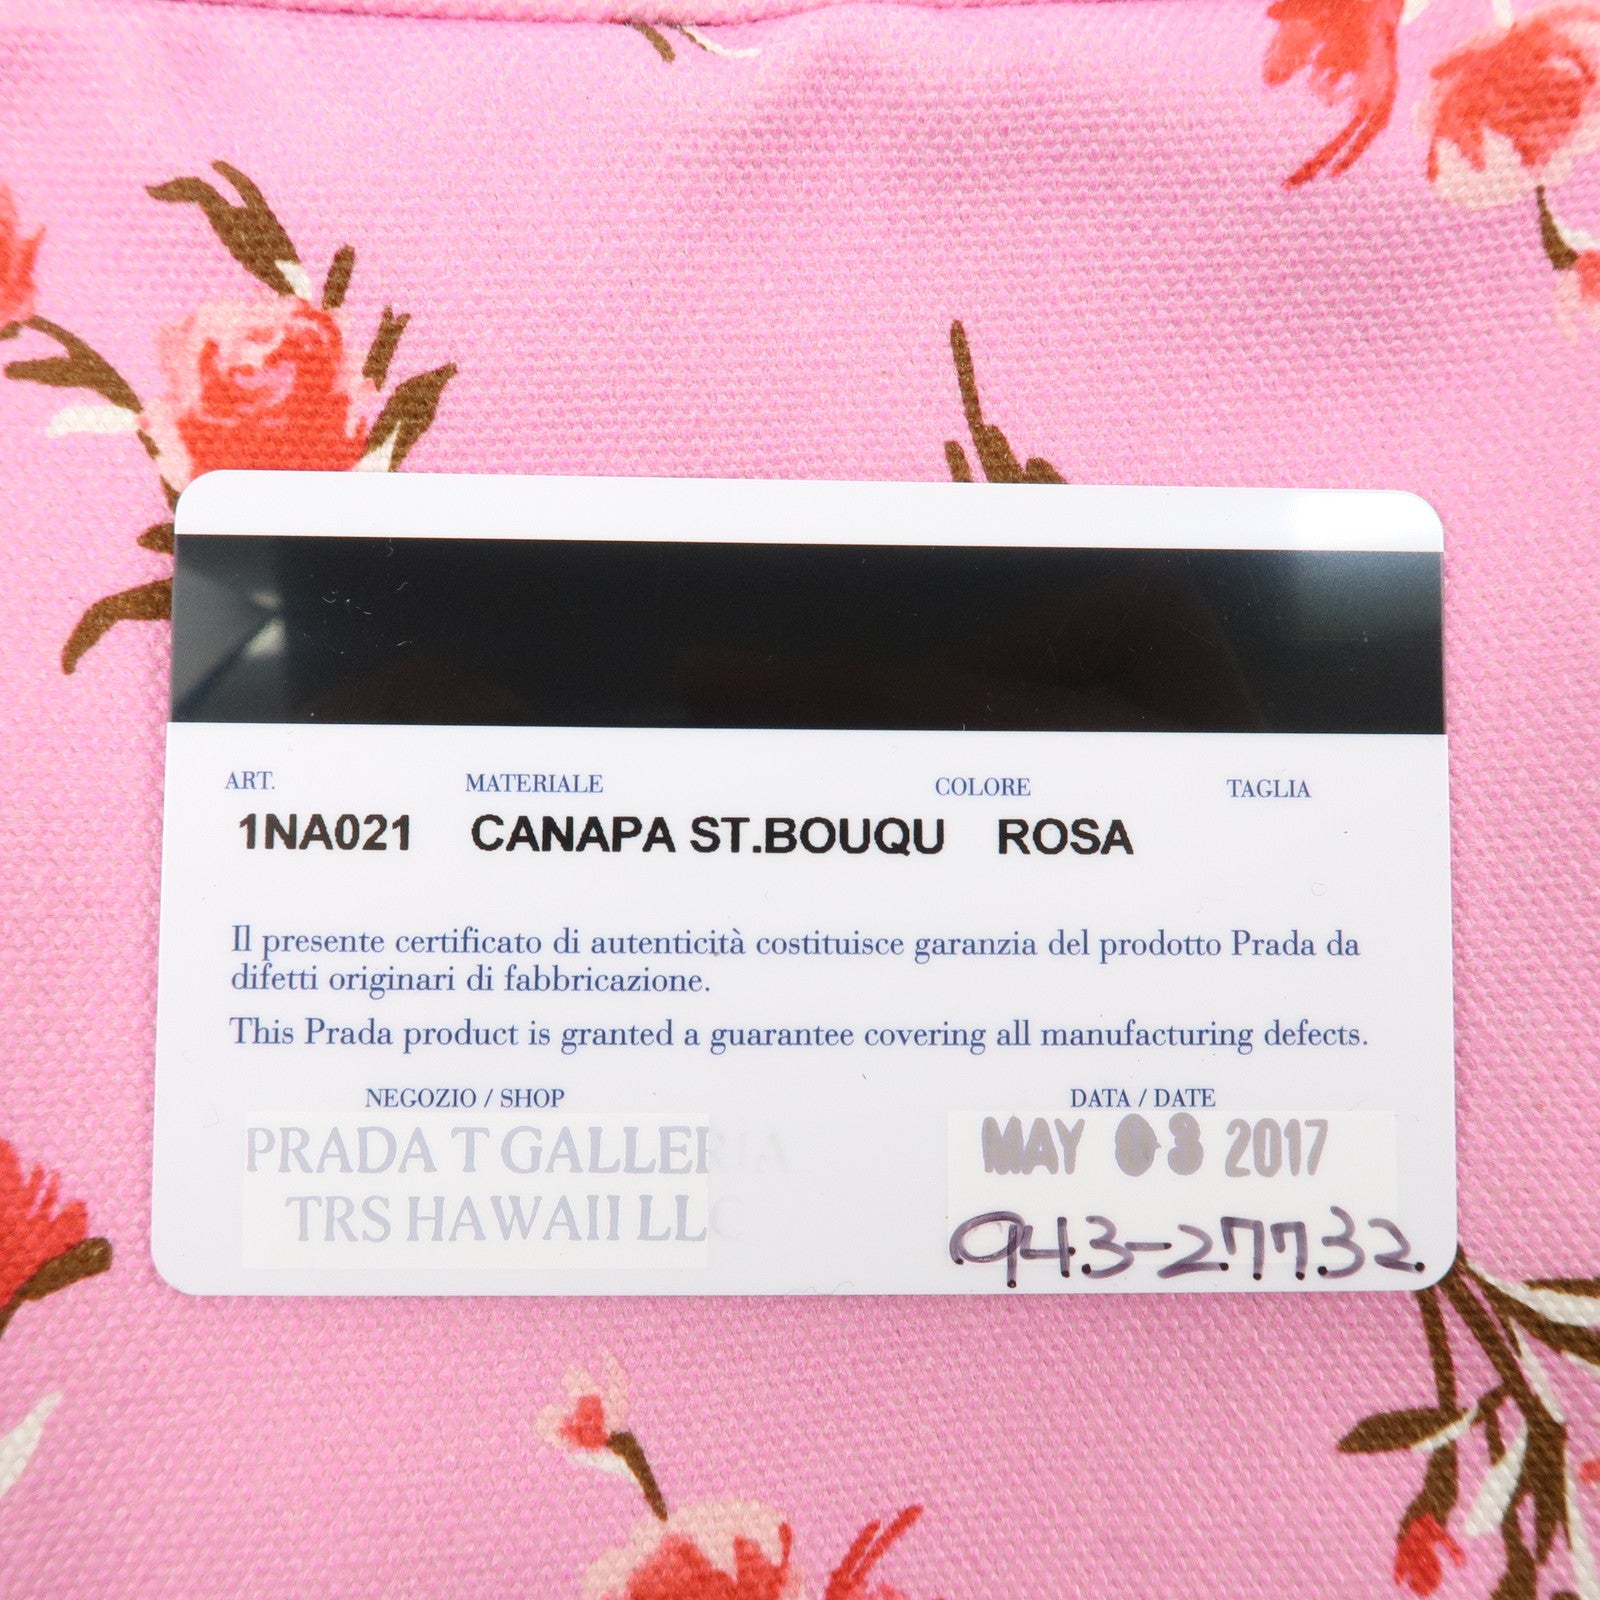 ART. MATERIALE COLORE TAGLIA
1NA021 CANAPA ST.BOUQU ROSA
Il presente certificato di autenticità costituisce garanzia del prodotto Prada da
difetti originari di fabbricazione.
This Prada product is granted a guarantee covering all manufacturing defects.
NEGOZIO / SHOP DATA / DATE
PRADA T GALLERIA MAY 03 2017
TRS HAWAII LLC 943-27732